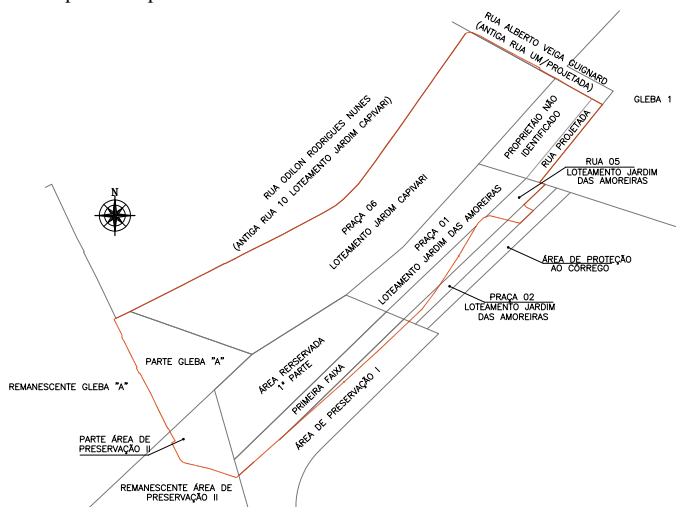 RUA ALBERTO VEIGA GUIGNARD
(ANTIGA RUA UM/PROJETADA)
GLEBA 1
PROPRIETÁIO NÃO
IDENTIFICADO
RUA PROJETADA
RUA 05
LOTEAMENTO JARDIM
DAS AMOREIRAS
RUA ODILON RODRIGUES NUNES
(ANTIGA RUA 10 LOTEAMENTO JARDIM CAPIVARI)
N
PRAÇA 06
LOTEAMENTO JARDIM CAPIVARI
PRAÇA 01
LOTEAMENTO JARDIM DAS AMOREIRAS
ÁREA DE PROTEÇÃO
AO CÓRREGO
PRAÇA 02
LOTEAMENTO JARDIM
DAS AMOREIRAS
PARTE GLEBA "A"
REMANESCENTE GLEBA "A"
ÁREA RERSERVADA
1ª PARTE
PRIMEIRA FAIXA
ÁREA DE PRESERVAÇÃO I
PARTE ÁREA DE
PRESERVAÇÃO II
REMANESCENTE ÁREA DE
PRESERVAÇÃO II